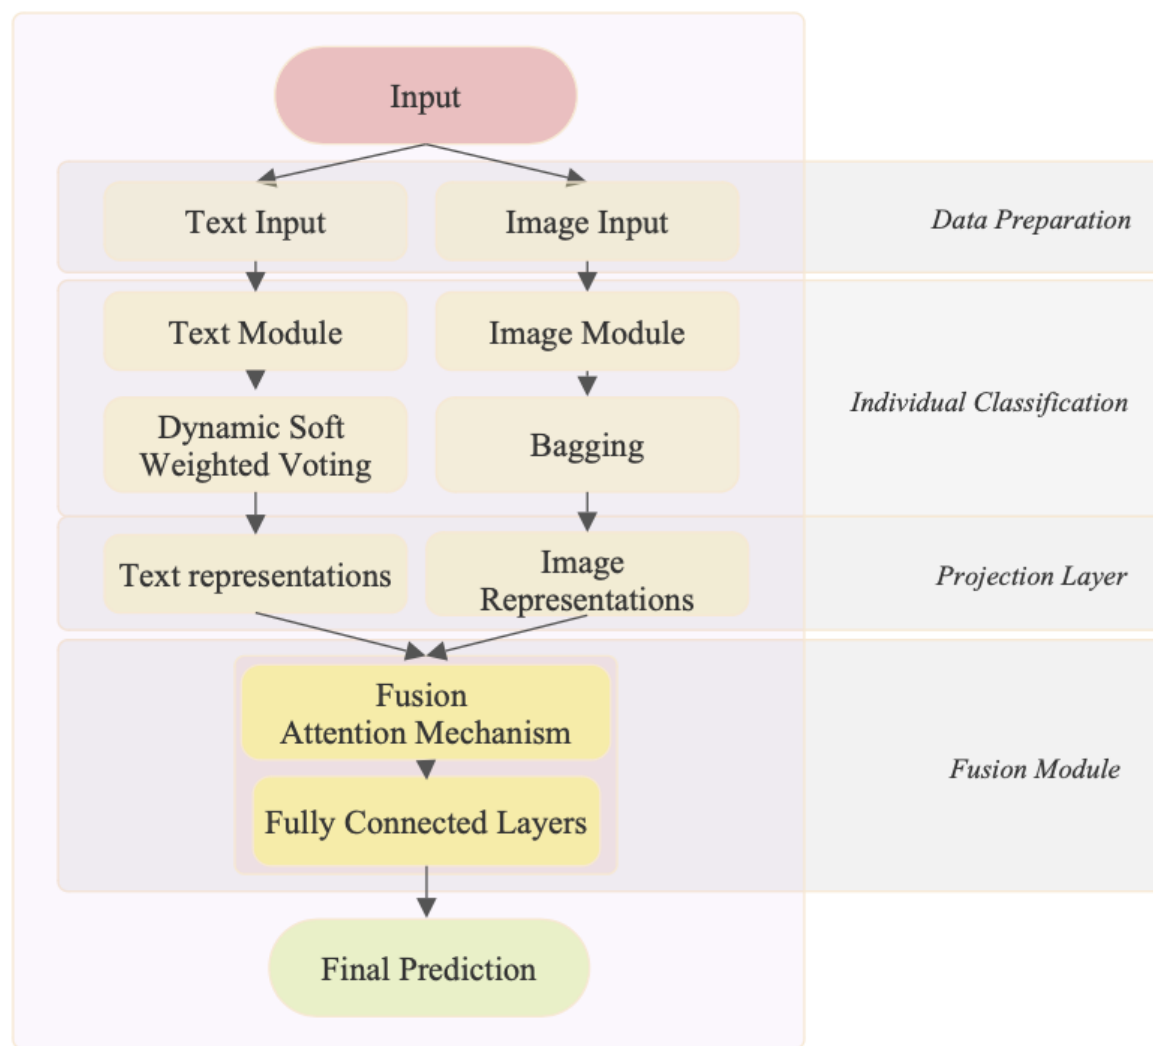 Input
Text Input
Image Input
Data Preparation
Text Module
Image Module
Individual Classification
Dynamic Soft
Weighted Voting
Bagging
Text representations
Image
Representations
Projection Layer
Fusion
Attention Mechanism
Fully Connected Layers
Fusion Module
Final Prediction